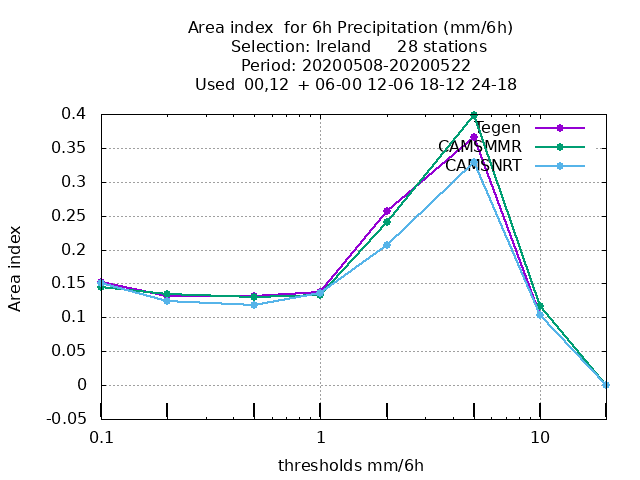 Area index  for 6h Precipitation (mm/6h)
Selection: Ireland     28 stations
Period: 20200508-20200522
Used  00,12  + 06-00 12-06 18-12 24-18
Tegen
CAMSMMR
CAMSNRT
0.4
0.35
0.3
0.25
0.2
0.15
0.1
0.05
0
-0.05
Area index
0.1
1
10
thresholds mm/6h